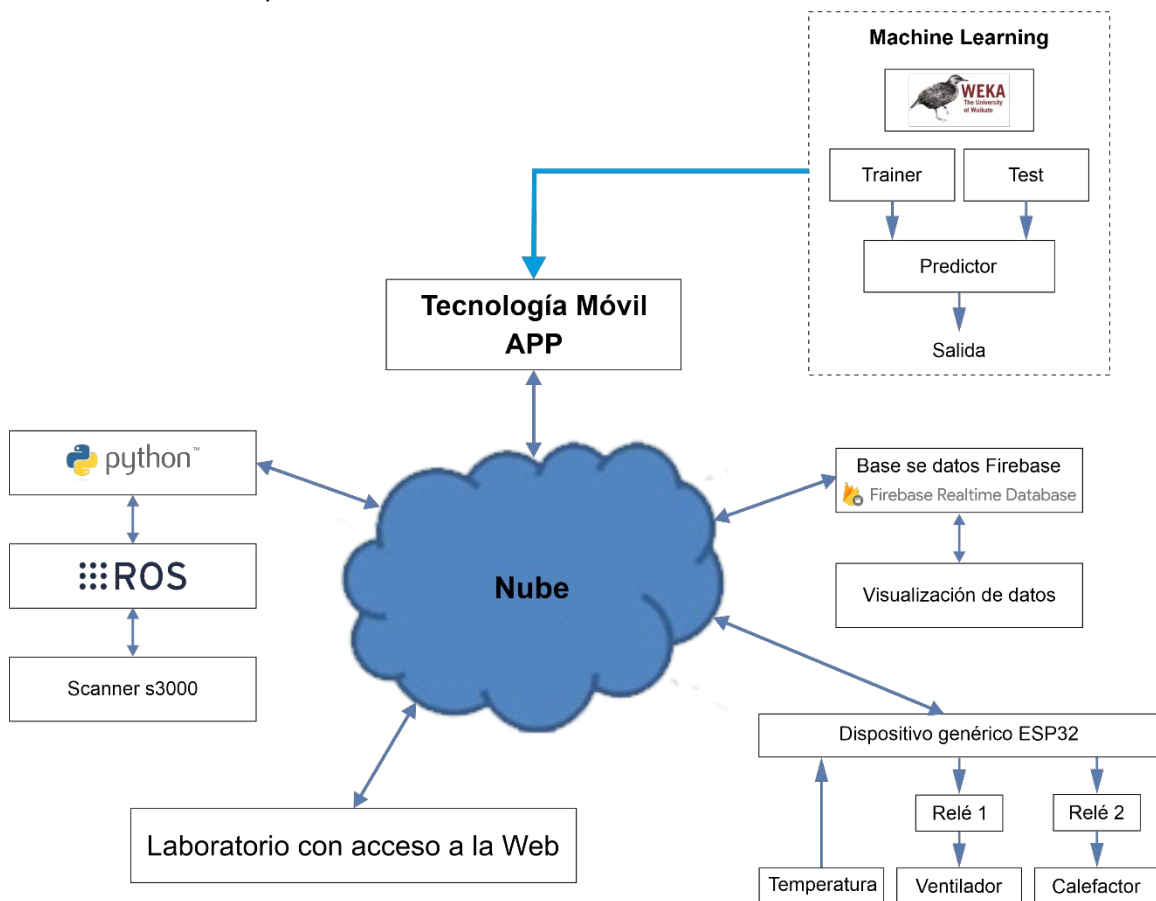 Machine Learning
WEKA
The University
of Waikato
Trainer
Test
Predictor
Salida
Tecnología Móvil
APP
python™
ROS
Scanner s3000
Nube
Base se datos Firebase
Firebase Realtime Database
Visualización de datos
Dispositivo genérico ESP32
Relé 1
Relé 2
Temperatura
Ventilador
Calefactor
Laboratorio con acceso a la Web